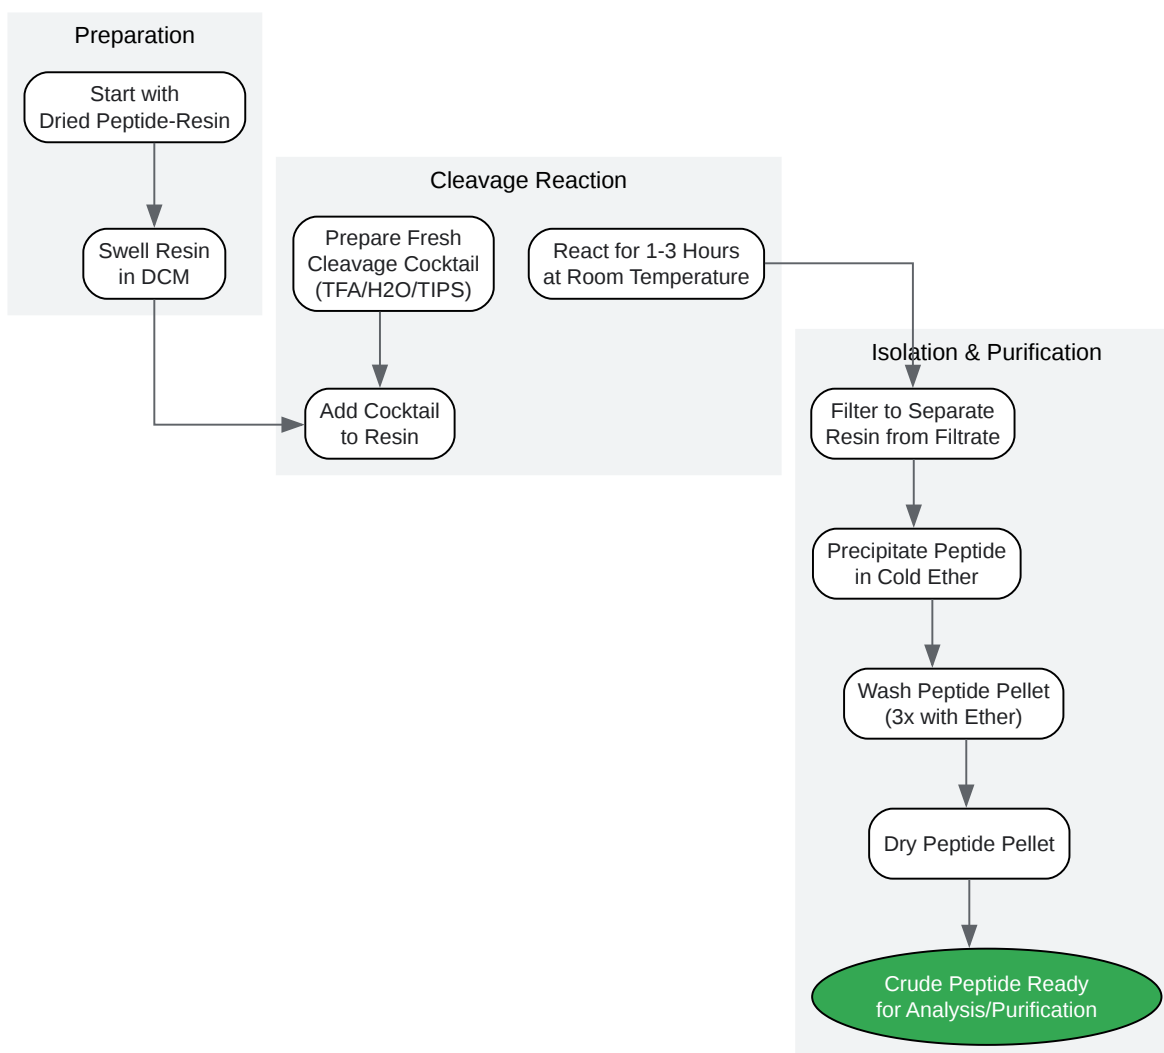 Preparation
Start with
Dried Peptide-Resin
Swell Resin
in DCM
Cleavage Reaction
Prepare Fresh
Cleavage Cocktail
(TFA/H2O/TIPS)
React for 1-3 Hours
at Room Temperature
Add Cocktail
to Resin
Isolation & Purification
Filter to Separate
Resin from Filtrate
Precipitate Peptide
in Cold Ether
Wash Peptide Pellet
(3x with Ether)
Dry Peptide Pellet
Crude Peptide Ready
for Analysis/Purification